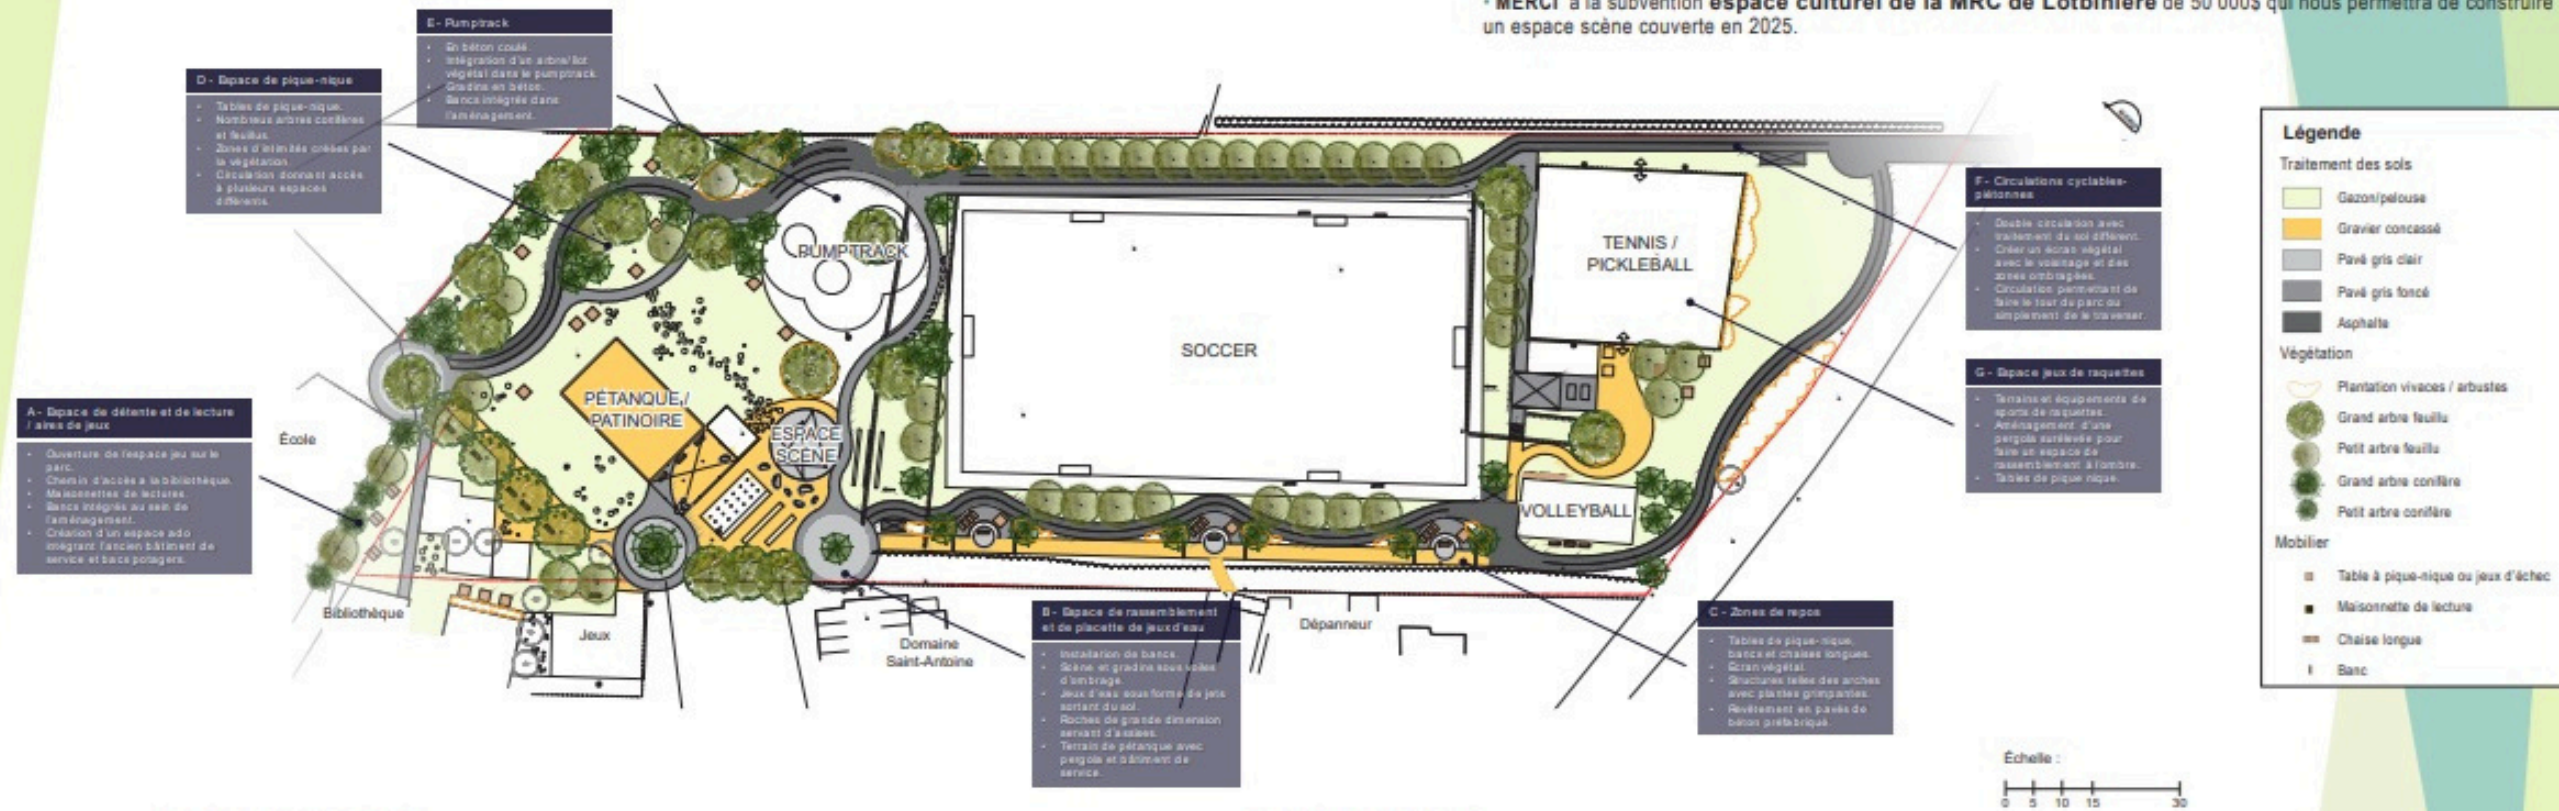 • MERCI à la subvention espace culturel de la MRC de Lotbinière de 50 000$ qui nous permettra de construire
un espace scène couverte en 2025.
E - Pumptrack
• En béton coulé.
• Intégration d'un arbre/îlot
végétal dans le pumptrack.
• Gradins en béton.
• Bancs intégrés dans
l'aménagement.
D - Espace de pique-nique
• Tables de pique-nique.
• Nombreux arbres conifères
et feuillus.
• Zones d'intimités créées par
la végétation.
• Circulation donnant accès
à plusieurs espaces
différents.
A - Espace de détente et de lecture
/ aires de jeux
• Ouverture de l'espace jeu sur le
parc.
• Chemin d'accès a la bibliothèque.
• Maisonnettes de lectures.
• Bancs intégrés au sein de
l'aménagement.
• Création d'un espace ado
intégrant l'ancien bâtiment de
service et bacs potagers.
École
Bibliothèque
Jeux
Domaine
Saint-Antoine
Dépanneur
PUMPTRACK
PÉTANQUE /
PATINOIRE
ESPACE
SCÈNE
SOCCER
TENNIS /
PICKLEBALL
VOLLEYBALL
B - Espace de rassemblement
et de placette de jeux d'eau
• Installation de bancs.
• Scène et gradins sous voiles
d'ombrage.
• Jeux d'eau sous forme de jets
sortant du sol.
• Roches de grande dimension
servant d'assises.
• Terrain de pétanque avec
pergola et bâtiment de
service.
C - Zones de repos
• Tables de pique-nique,
bancs et chaises longues.
• Écran végétal.
• Structures telles des arches
avec plantes grimpantes.
• Revêtement en pavés de
béton préfabriqué.
F - Circulations cyclables-
piétonnes
• Double circulation avec
traitement du sol différent.
• Créer un écran végétal
avec le voisinage et des
zones ombragées.
• Circulation permettant de
faire le tour du parc ou
simplement de le traverser.
G - Espace jeux de raquettes
• Terrains et équipements de
sports de raquettes.
• Aménagement d'une
pergola surélevée pour
faire un espace de
rassemblement à l'ombre.
• Tables de pique nique.
Légende
Traitement des sols
Gazon/pelouse
Gravier concassé
Pavé gris clair
Pavé gris foncé
Asphalte
Végétation
Plantation vivaces / arbustes
Grand arbre feuillu
Petit arbre feuillu
Grand arbre conifère
Petit arbre conifère
Mobilier
Table à pique-nique ou jeux d'échec
Maisonnette de lecture
Chaise longue
Banc
Échelle :
0 5 10 15 30